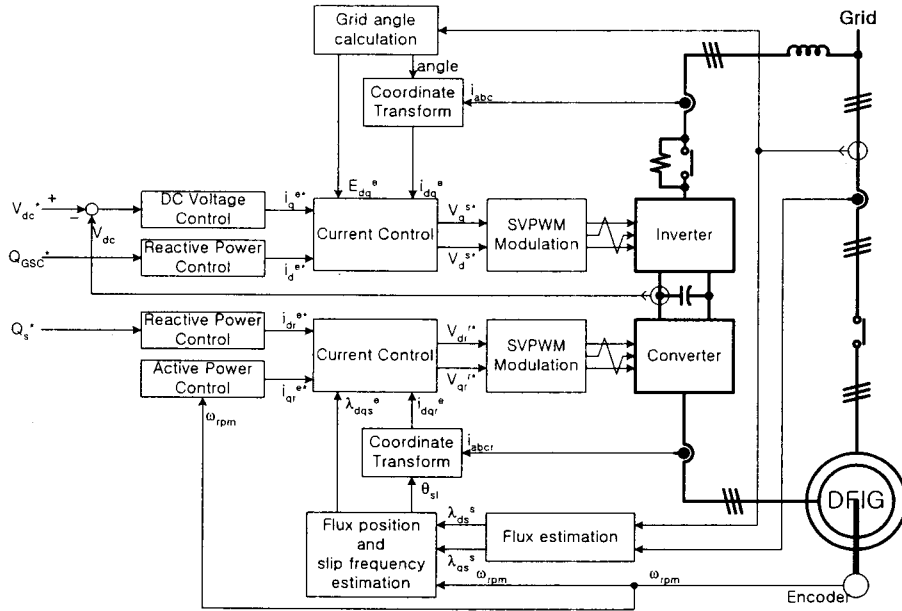 Grid
Grid angle
calculation
angle
Coordinate
Transform
i_abc
E_dq^e
i_dq^e
V_dc*
+
−
V_dc
DC Voltage
Control
i_q^e*
Q_GSC*
Reactive Power
Control
i_d^e*
Current Control
V_q^s*
V_d^s*
SVPWM
Modulation
Inverter
Q_s*
Reactive Power
Control
i_dr^e*
Active Power
Control
i_qr^e*
ω_rpm
Current Control
V_dr^r*
V_qr^r*
SVPWM
Modulation
Converter
λ_dqs^e
i_dqr^e
Coordinate
Transform
i_abcr
θ_sl
DFIG
Flux position
and
slip frequency
estimation
λ_ds^s
λ_qs^s
Flux estimation
ω_rpm
ω_rpm
Encoder